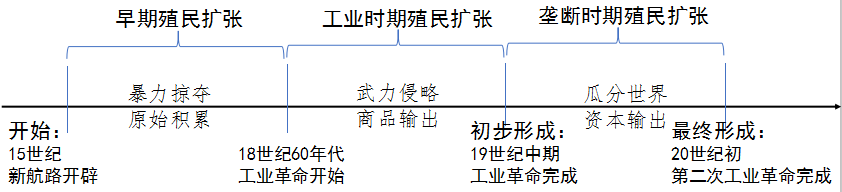 早期殖民扩张
工业时期殖民扩张
垄断时期殖民扩张
暴力掠夺
原始积累
武力侵略
商品输出
瓜分世界
资本输出
开始：
15世纪
新航路开辟
18世纪60年代
工业革命开始
初步形成：
19世纪中期
工业革命完成
最终形成：
20世纪初
第二次工业革命完成